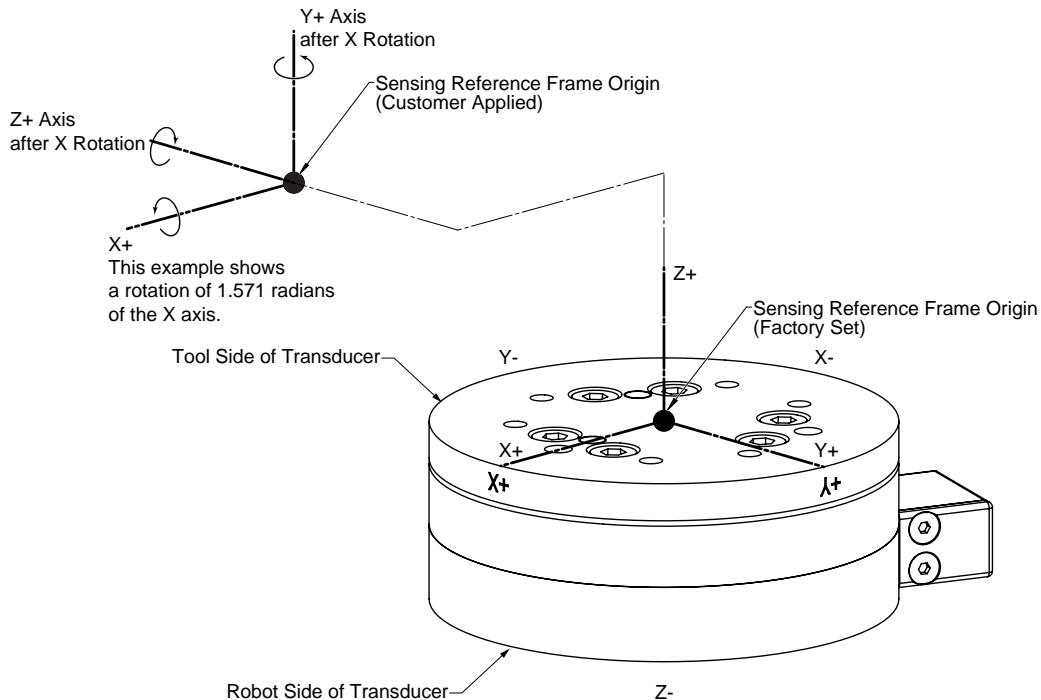 Y+ Axis
after X Rotation
Sensing Reference Frame Origin
(Customer Applied)
Z+ Axis
after X Rotation
X+
This example shows
a rotation of 1.571 radians
of the X axis.
Z+
Sensing Reference Frame Origin
(Factory Set)
Tool Side of Transducer
Y-
X-
X+
Y+
X+
Y+
Robot Side of Transducer
Z-